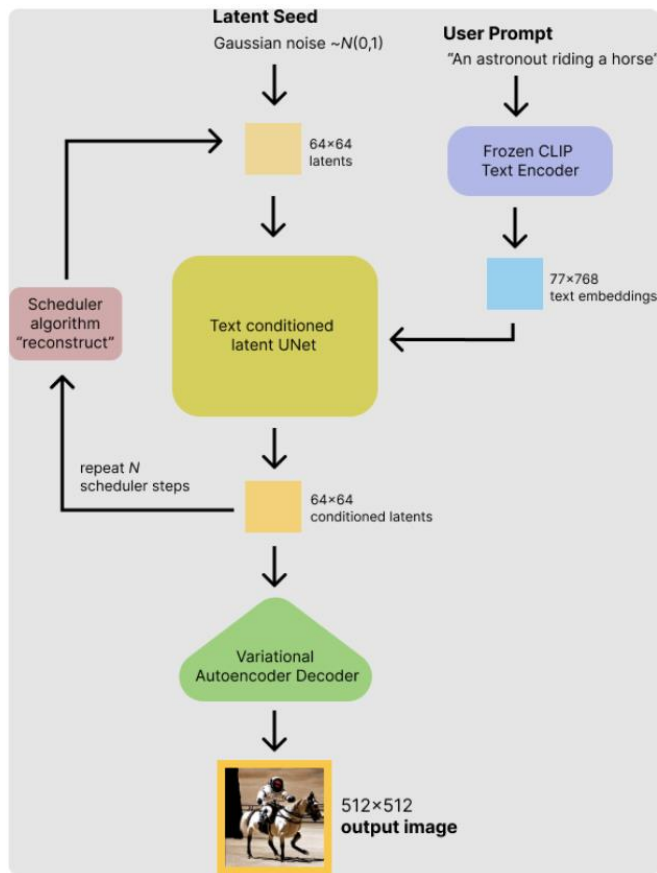 Latent Seed
Gaussian noise ~N(0,1)
User Prompt
“An astronout riding a horse’
64×64
latents
Frozen CLIP
Text Encoder
77×768
text embeddings
Scheduler
algorithm
“reconstruct”
Text conditioned
latent UNet
repeat N
scheduler steps
64×64
conditioned latents
Variational
Autoencoder Decoder
512×512
output image